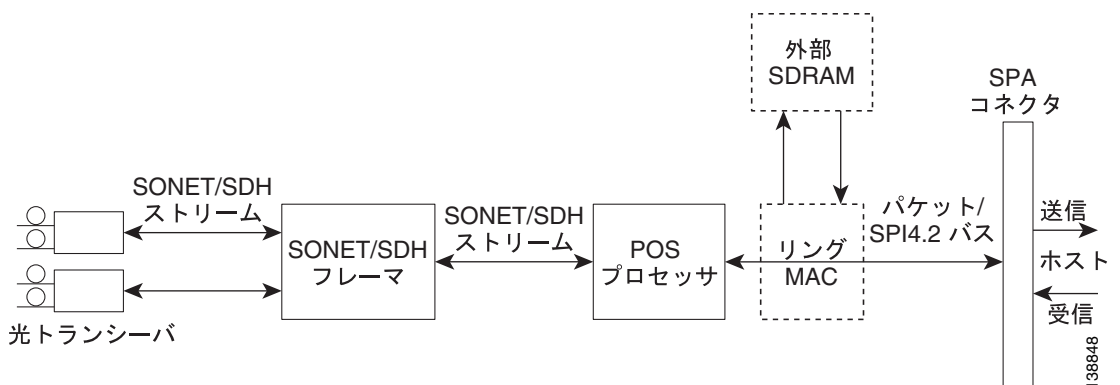 外部
SDRAM
SPA
コネクタ
SONET/SDH
ストリーム
SONET/SDH
フレーマ
SONET/SDH
ストリーム
POS
プロセッサ
リング
MAC
パケット/
SPI4.2 バス
送信
ホスト
受信
光トランシーバ
138848